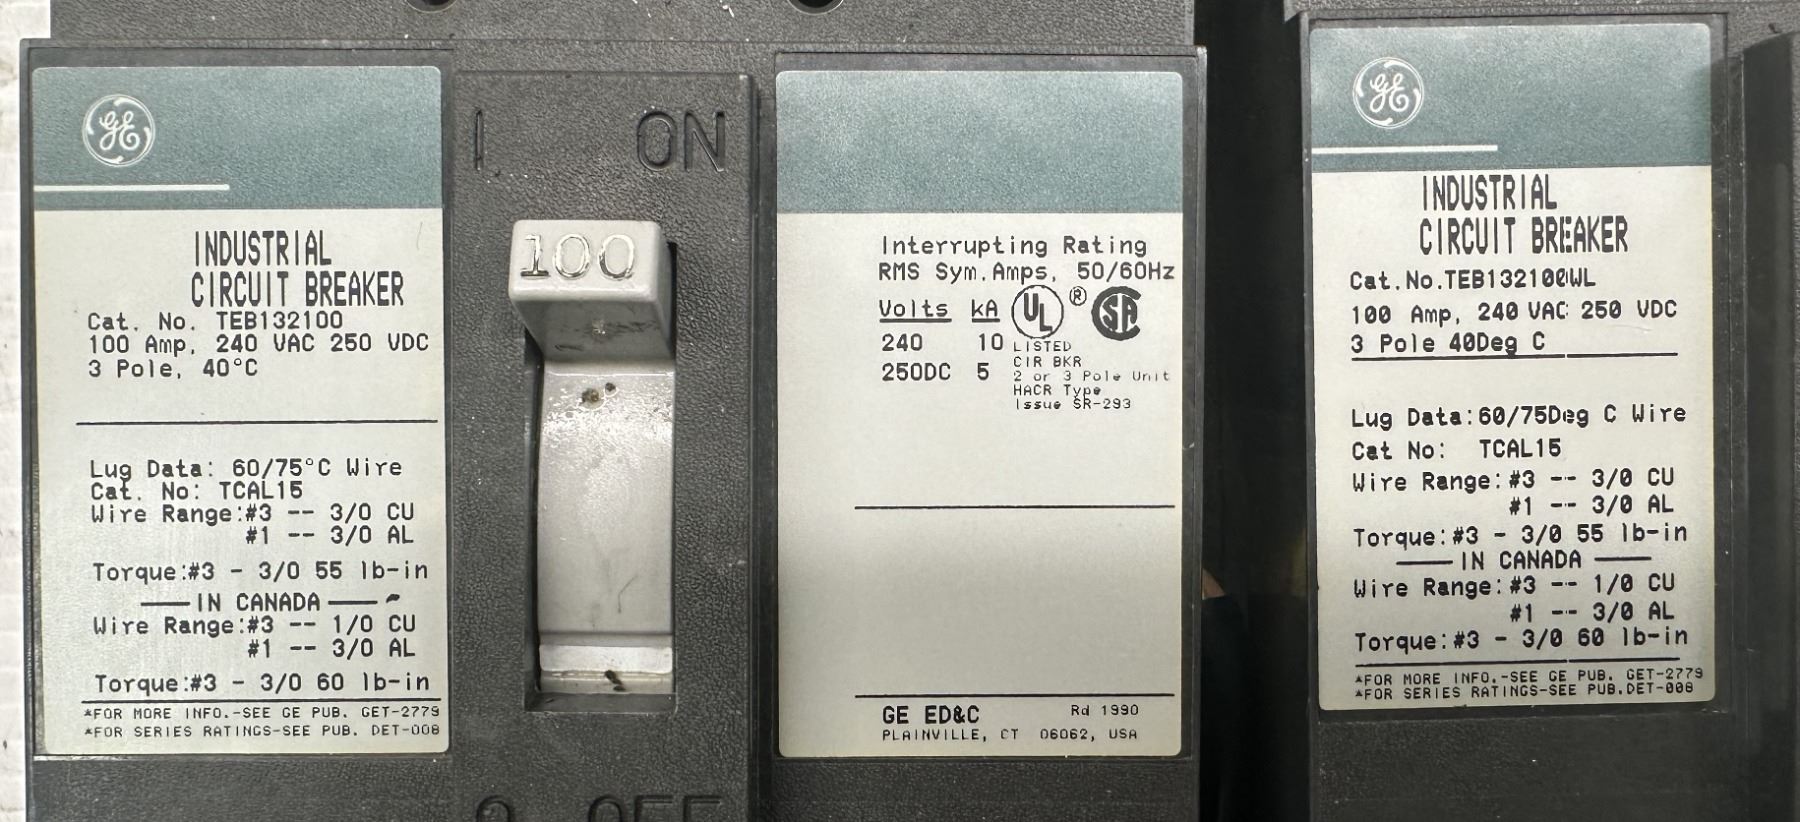 GE
INDUSTRIAL
CIRCUIT BREAKER
Cat. No. TEB132100
100 Amp, 240 VAC 250 VDC
3 Pole, 40°C
Lug Data: 60/75°C Wire
Cat. No: TCAL15
Wire Range:#3 -- 3/0 CU
#1 -- 3/0 AL
Torque:#3 - 3/0 55 lb-in
IN CANADA
Wire Range:#3 -- 1/0 CU
#1 -- 3/0 AL
Torque:#3 - 3/0 60 lb-in
*FOR MORE INFO.-SEE GE PUB. GET-2779
*FOR SERIES RATINGS-SEE PUB. DET-008
I ON
100
O OFF
Interrupting Rating
RMS Sym.Amps, 50/60Hz
Volts kA
240 10
250DC 5
UL ® SA
LISTED
CIR BKR
2 or 3 Pole Unit
HACR Type
Issue SR-293
GE ED&C Rd 1990
PLAINVILLE, CT 06062, USA
GE
INDUSTRIAL
CIRCUIT BREAKER
Cat.No.TEB132100WL
100 Amp, 240 VAC 250 VDC
3 Pole 40Deg C
Lug Data:60/75Deg C Wire
Cat No: TCAL15
Wire Range:#3 -- 3/0 CU
#1 -- 3/0 AL
Torque:#3 - 3/0 55 lb-in
IN CANADA
Wire Range:#3 -- 1/0 CU
#1 -- 3/0 AL
Torque:#3 - 3/0 60 lb-in
*FOR MORE INFO.-SEE GE PUB. GET-2779
*FOR SERIES RATINGS-SEE PUB.DET-008